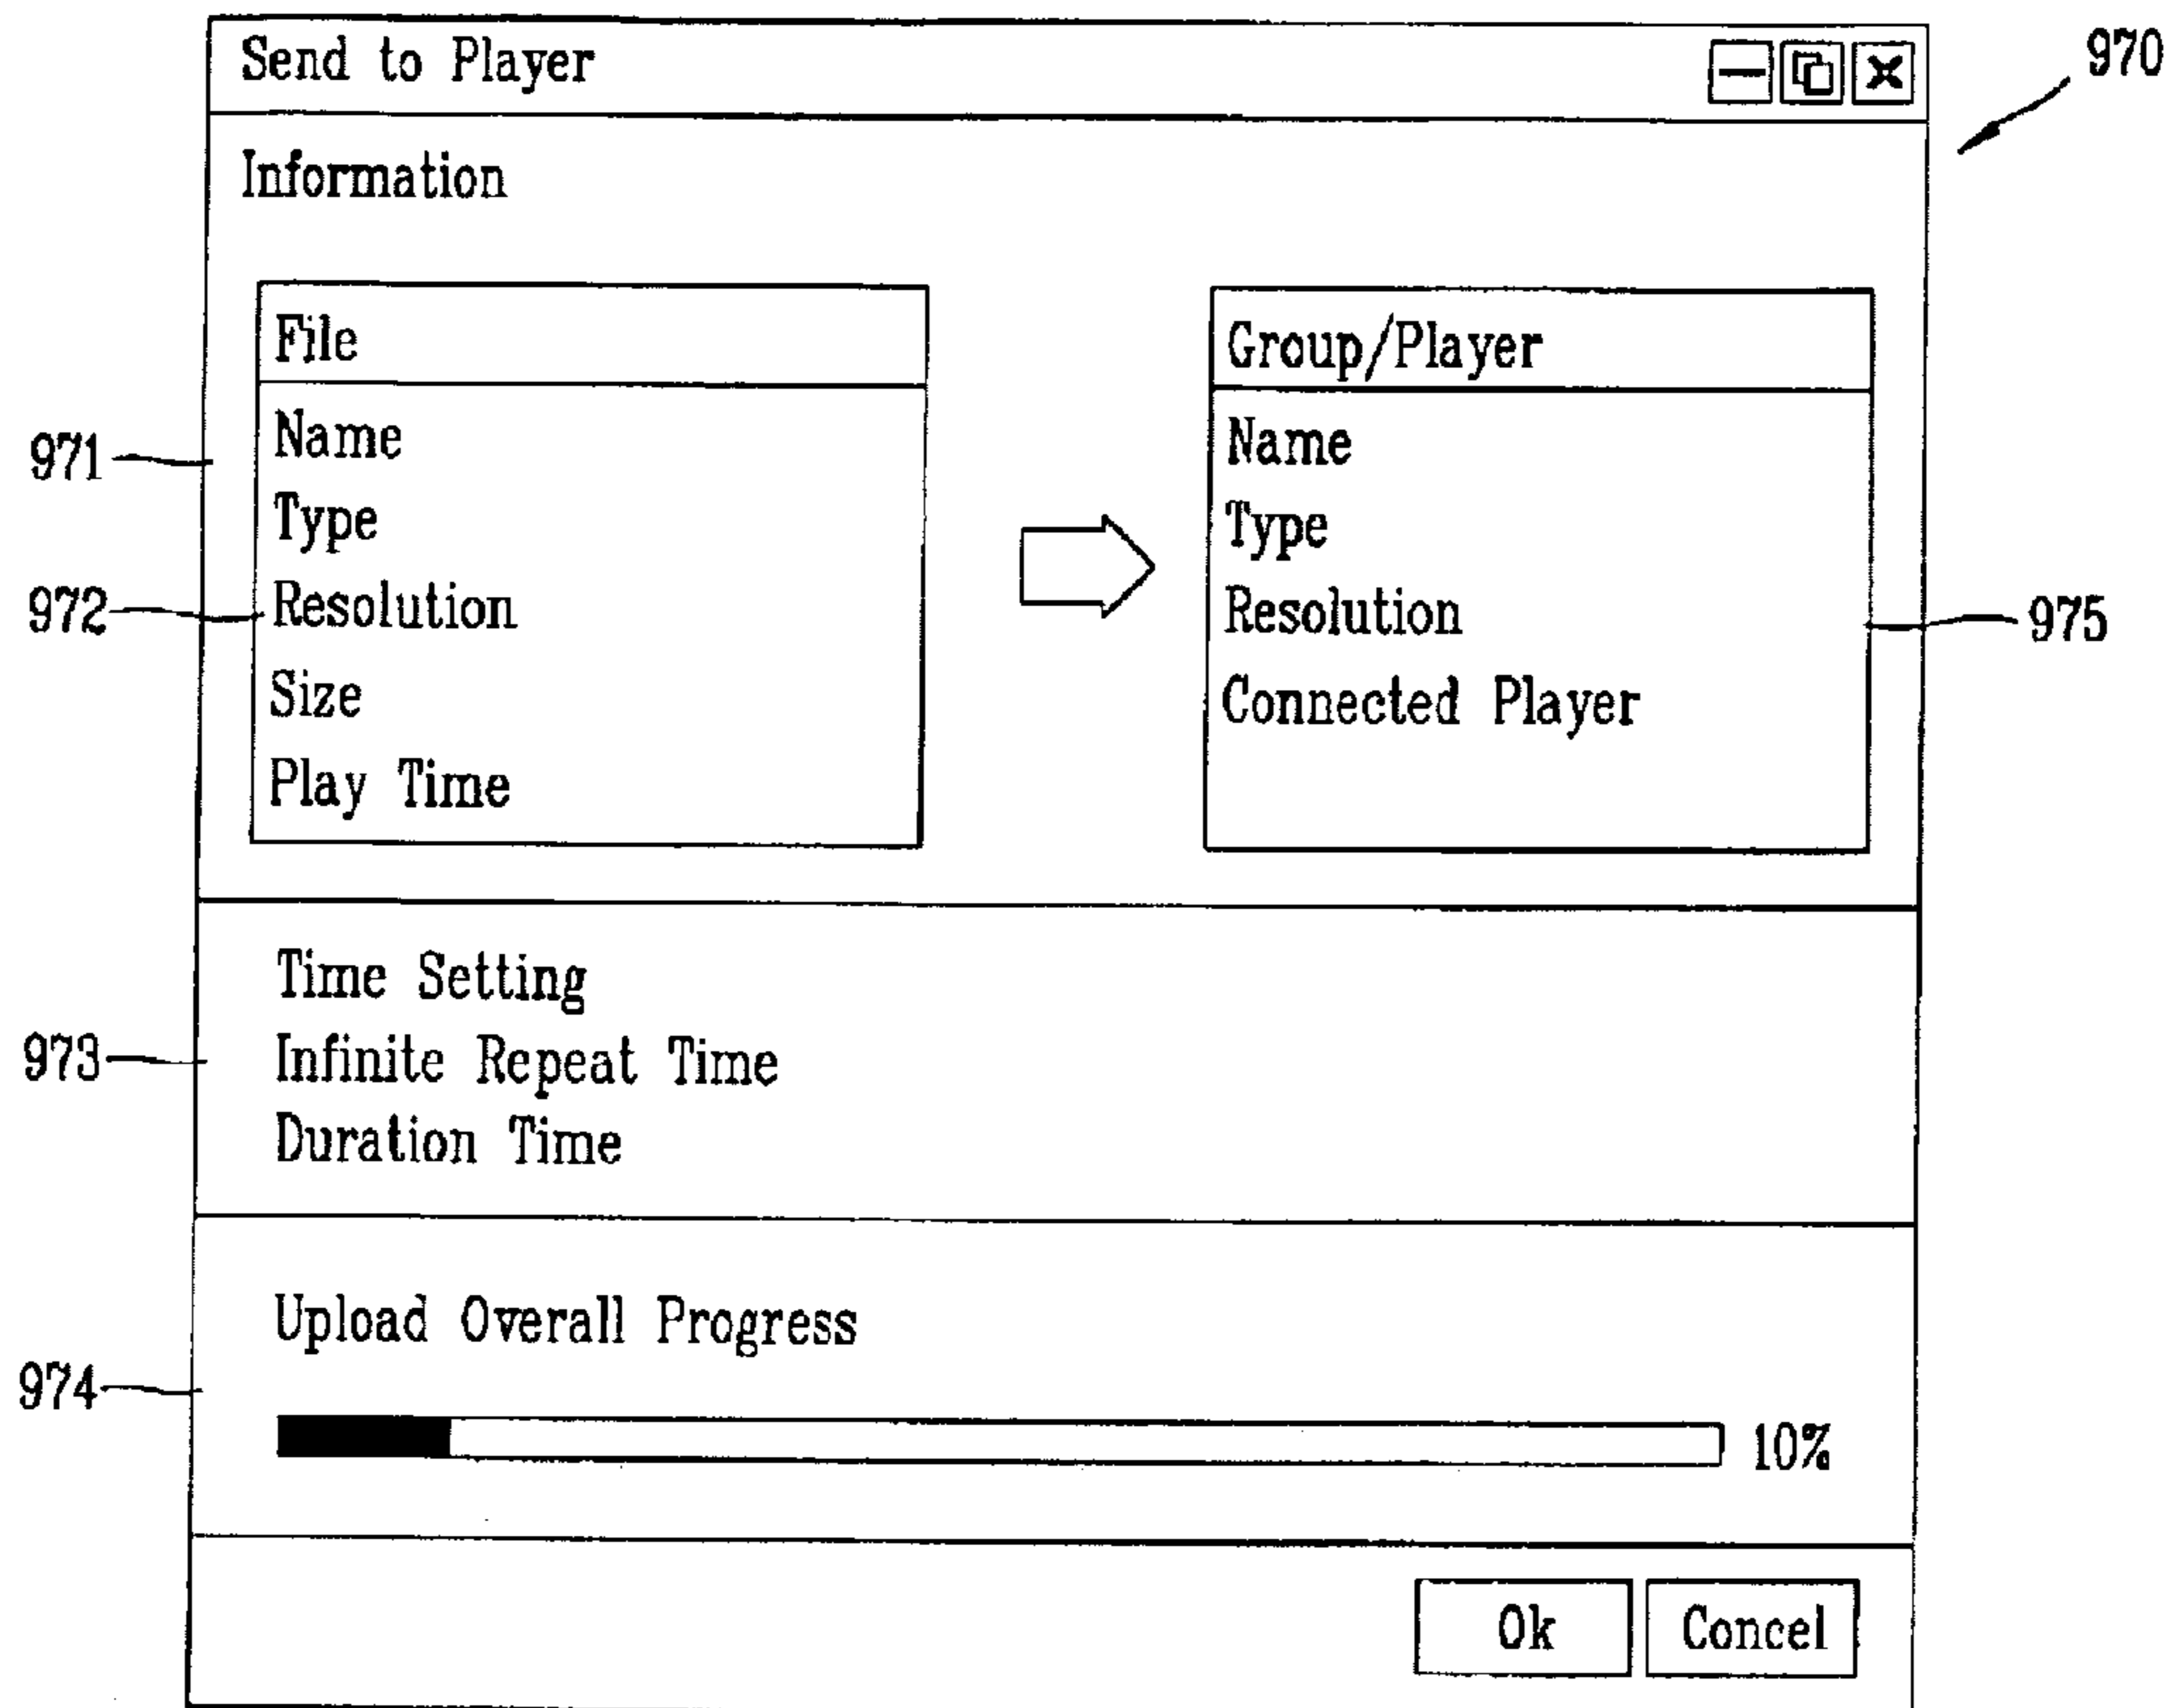 Send to Player
970
Information
File
Name
Type
Resolution
Size
Play Time
Group/Player
Name
Type
Resolution
Connected Player
971
972
975
Time Setting
Infinite Repeat Time
Duration Time
973
Upload Overall Progress
974
10%
Ok
Concel